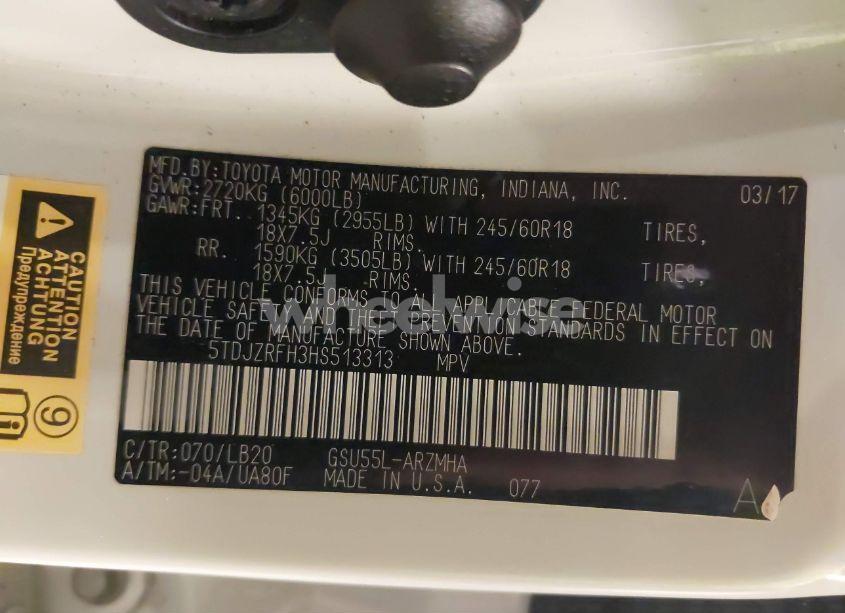 MFD.BY:TOYOTA MOTOR MANUFACTURING, INDIANA, INC. 03/17
GVWR:2720KG (6000LB)
GAWR:FRT. 1345KG (2955LB) WITH 245/60R18 TIRES,
18X7.5J RIMS.
RR. 1590KG (3505LB) WITH 245/60R18 TIRES,
18X7.5J RIMS.
THIS VEHICLE CONFORMS TO ALL APPLICABLE FEDERAL MOTOR
VEHICLE SAFETY AND THEFT PREVENTION STANDARDS IN EFFECT ON
THE DATE OF MANUFACTURE SHOWN ABOVE.
5TDJZRFH3HS513313 MPV
C/TR:070/LB20 GSU55L-ARZMHA
A/TM:-04A/UA80F MADE IN U.S.A. 077 A
CAUTION
ATTENTION
ACHTUNG
Предупреждение
9
wheelwise